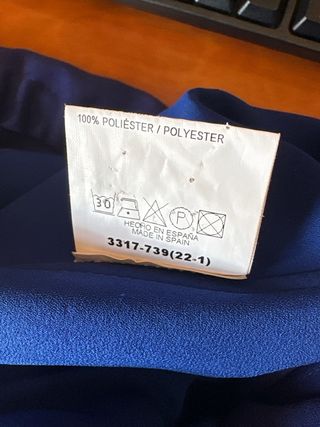 100% POLIÉSTER / POLYESTER
30 P
HECHO EN ESPAÑA
MADE IN SPAIN
3317-739(22-1)